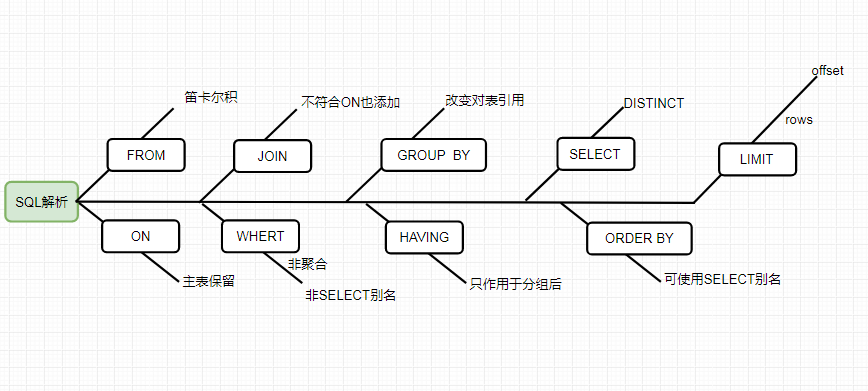 offset
笛卡尔积
不符合ON也添加
改变对表引用
DISTINCT
rows
FROM
JOIN
GROUP BY
SELECT
LIMIT
SQL解析
ON
WHERT
HAVING
ORDER BY
主表保留
非聚合
非SELECT别名
只作用于分组后
可使用SELECT别名